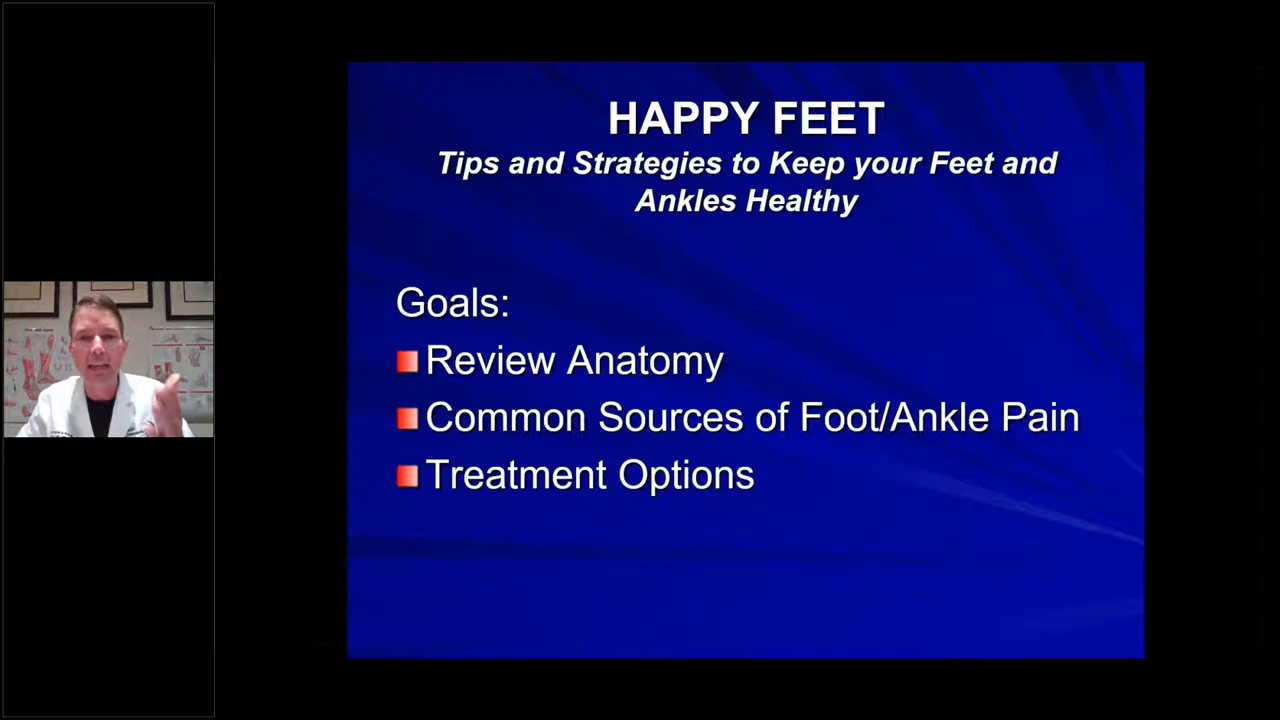 HAPPY FEET
Tips and Strategies to Keep your Feet and
Ankles Healthy
Goals:
Review Anatomy
Common Sources of Foot/Ankle Pain
Treatment Options